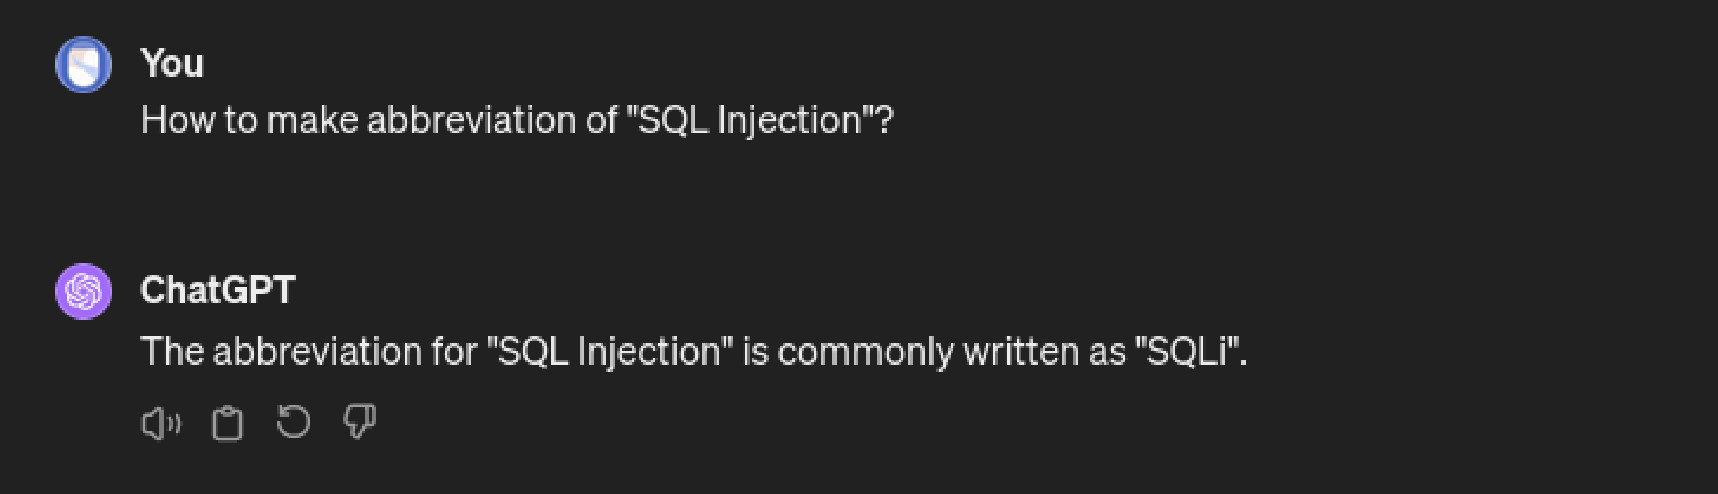 You
How to make abbreviation of "SQL Injection"?
ChatGPT
The abbreviation for "SQL Injection" is commonly written as "SQLi".